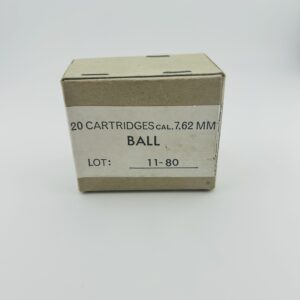 20 CARTRIDGES CAL. 7.62 MM
BALL
LOT: 11-80